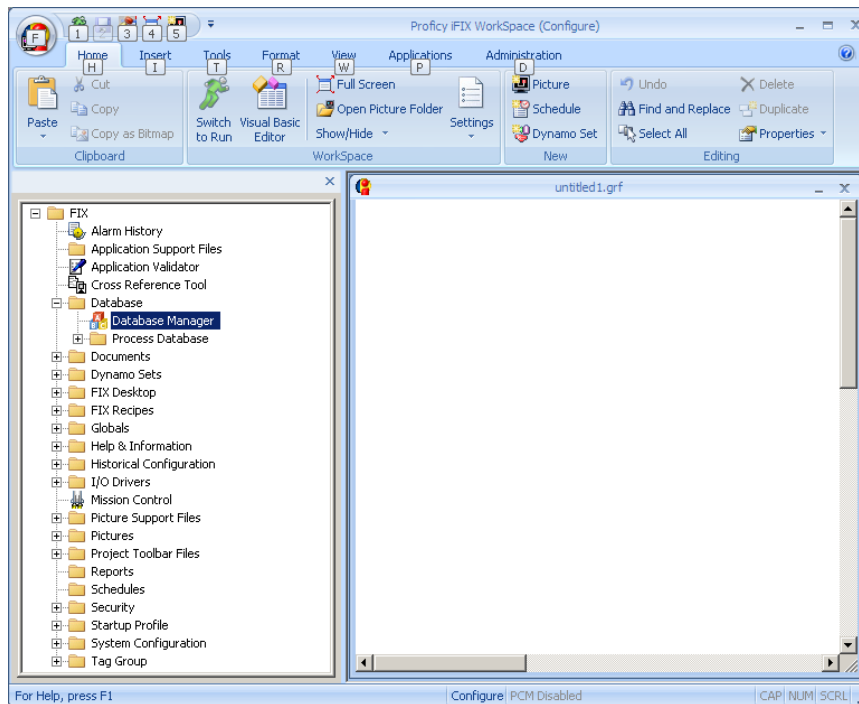 F 1 3 4 5 Proficy iFIX WorkSpace (Configure)
Home Insert Tools Format View Applications Administration
H I T R W P D
Paste
Cut
Copy
Copy as Bitmap
Clipboard
Switch to Run
Visual Basic Editor
Full Screen
Open Picture Folder
Show/Hide
Settings
WorkSpace
Picture
Schedule
Dynamo Set
New
Undo
Find and Replace
Select All
Delete
Duplicate
Properties
Editing
untitled1.grf
FIX
Alarm History
Application Support Files
Application Validator
Cross Reference Tool
Database
Database Manager
Process Database
Documents
Dynamo Sets
FIX Desktop
FIX Recipes
Globals
Help & Information
Historical Configuration
I/O Drivers
Mission Control
Picture Support Files
Pictures
Project Toolbar Files
Reports
Schedules
Security
Startup Profile
System Configuration
Tag Group
For Help, press F1 Configure PCM Disabled CAP NUM SCRL